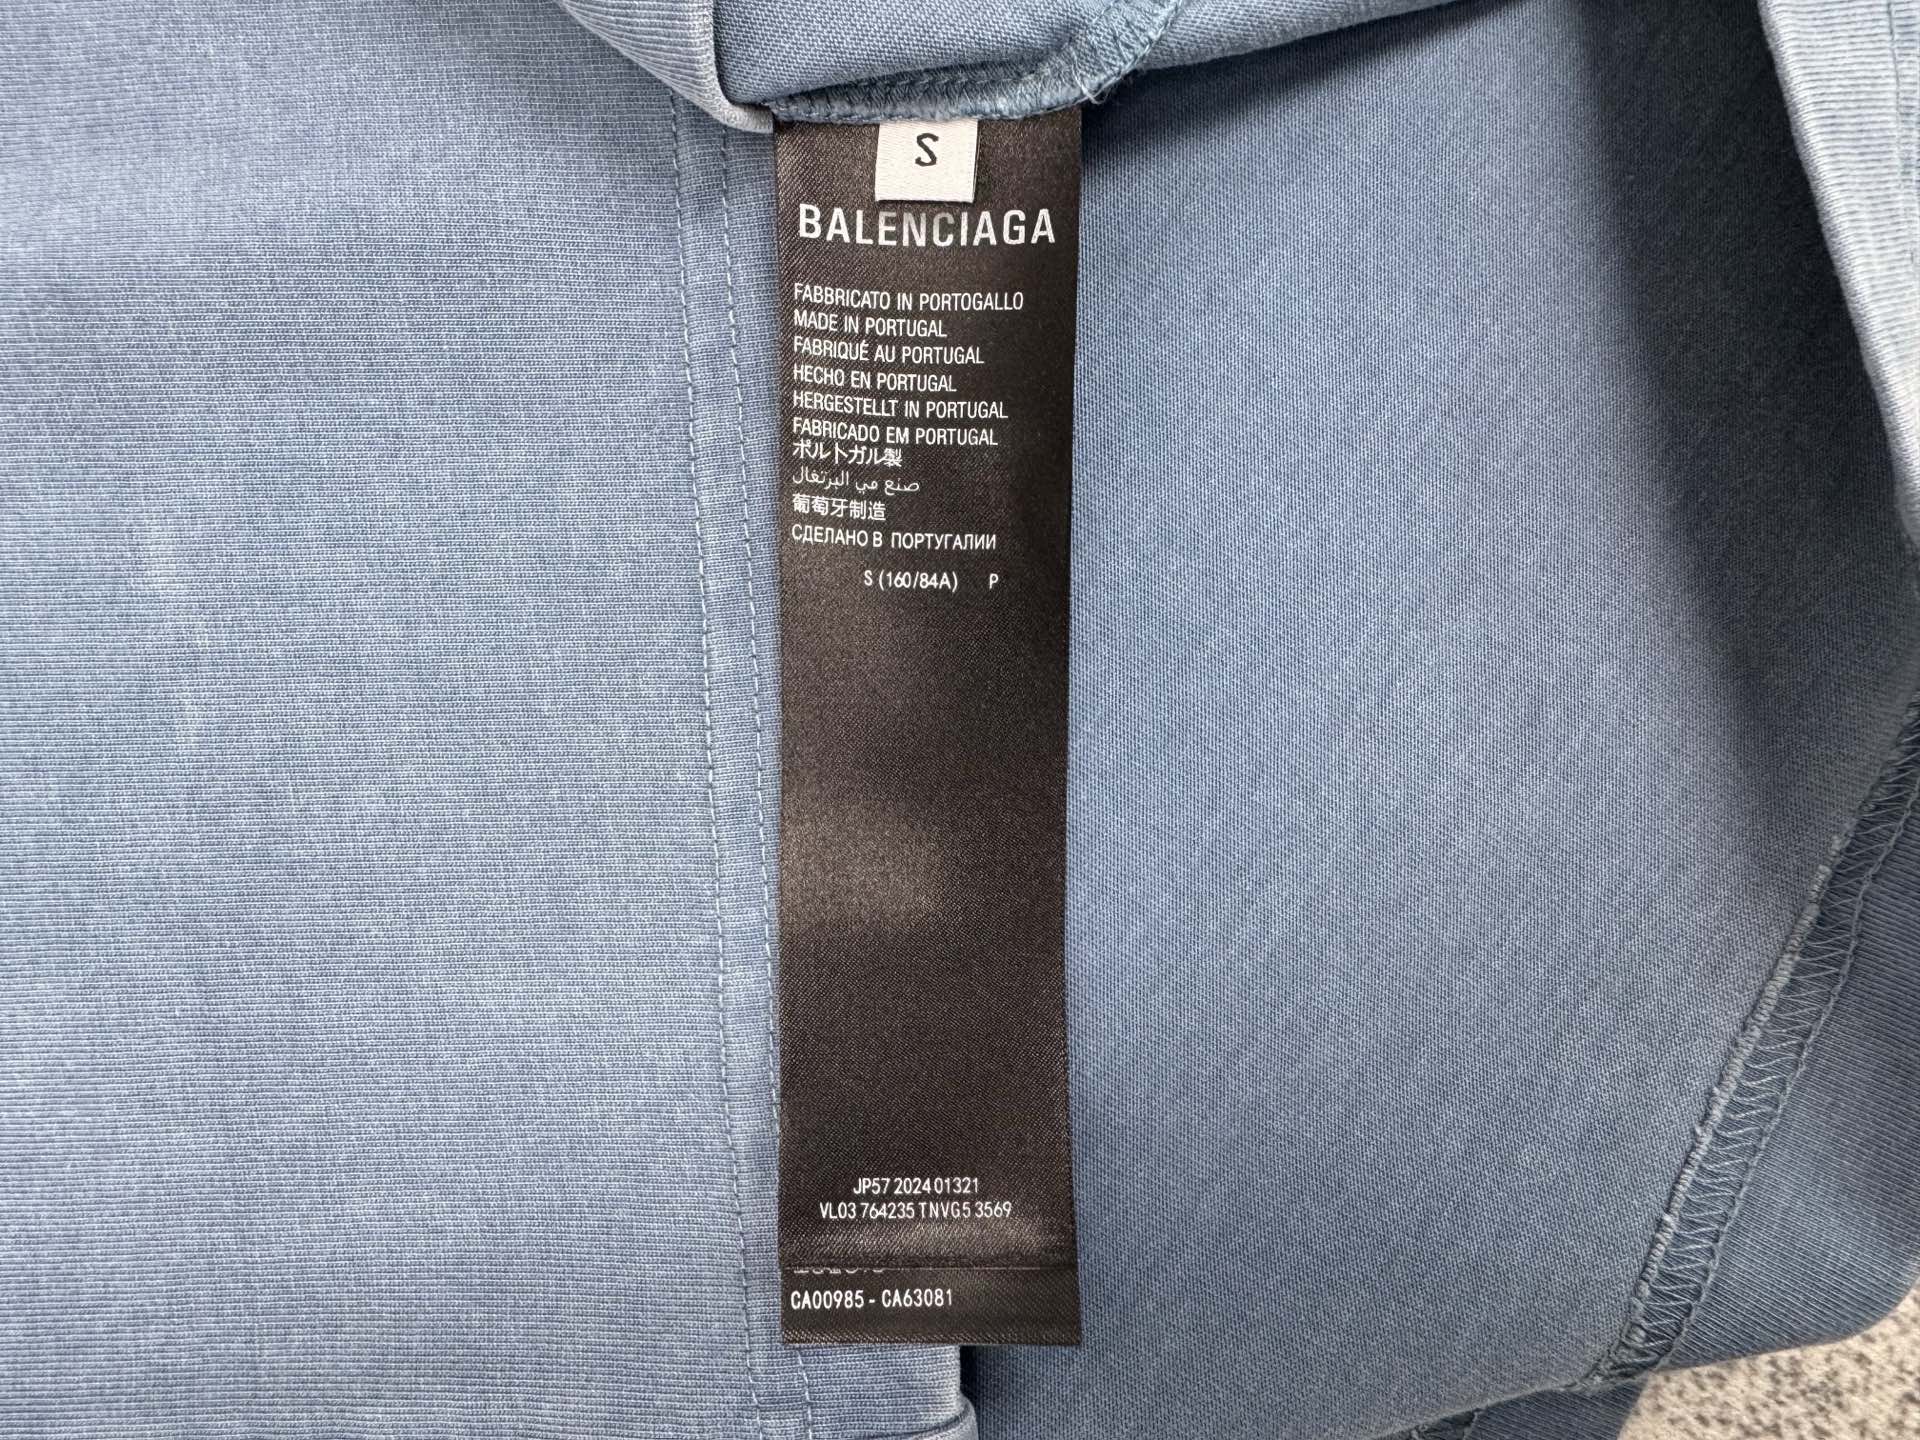 S
BALENCIAGA
FABBRICATO IN PORTOGALLO
MADE IN PORTUGAL
FABRIQUÉ AU PORTUGAL
HECHO EN PORTUGAL
HERGESTELLT IN PORTUGAL
FABRICADO EM PORTUGAL
ポルトガル製
صنع مي البرتغال
葡萄牙制造
СДЕЛАНО В ПОРТУГАЛИИ
S (160/84A) P
JP57 2024 01321
VL03 764235 TNVG5 3569
CA00985 - CA63081